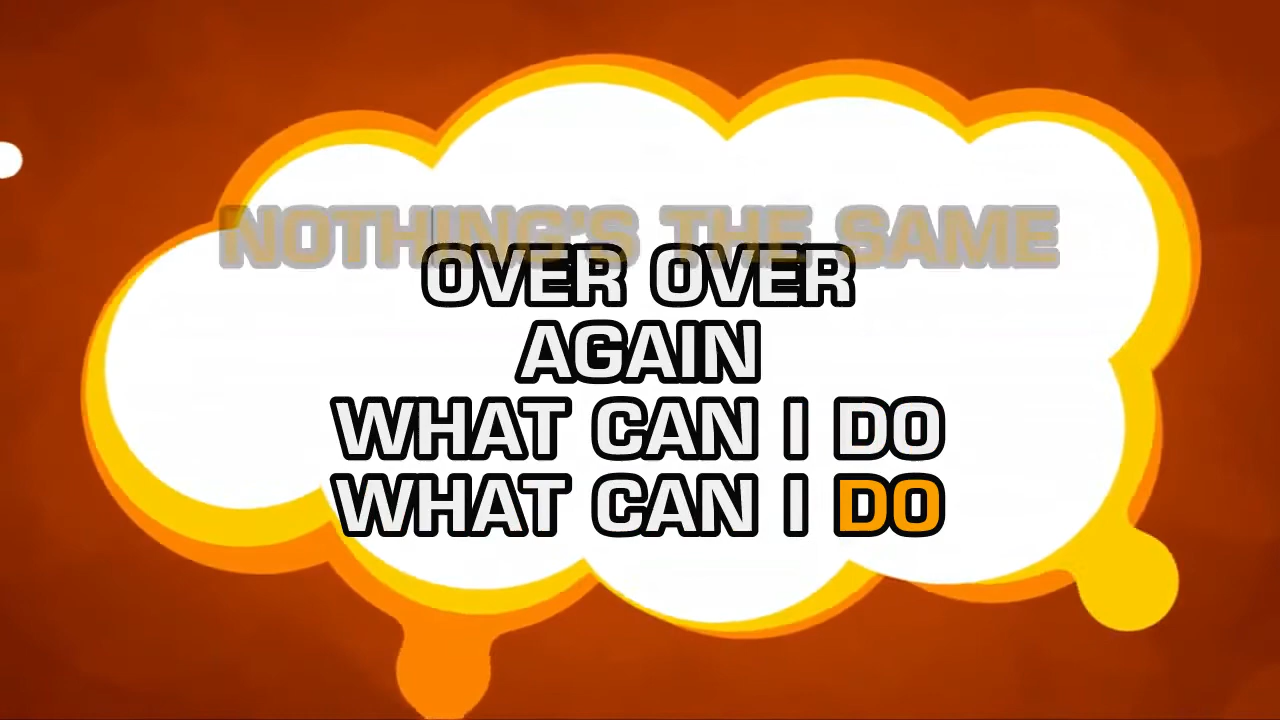 NOTHING'S THE SAME
OVER OVER
AGAIN
WHAT CAN I DO
WHAT CAN I DO